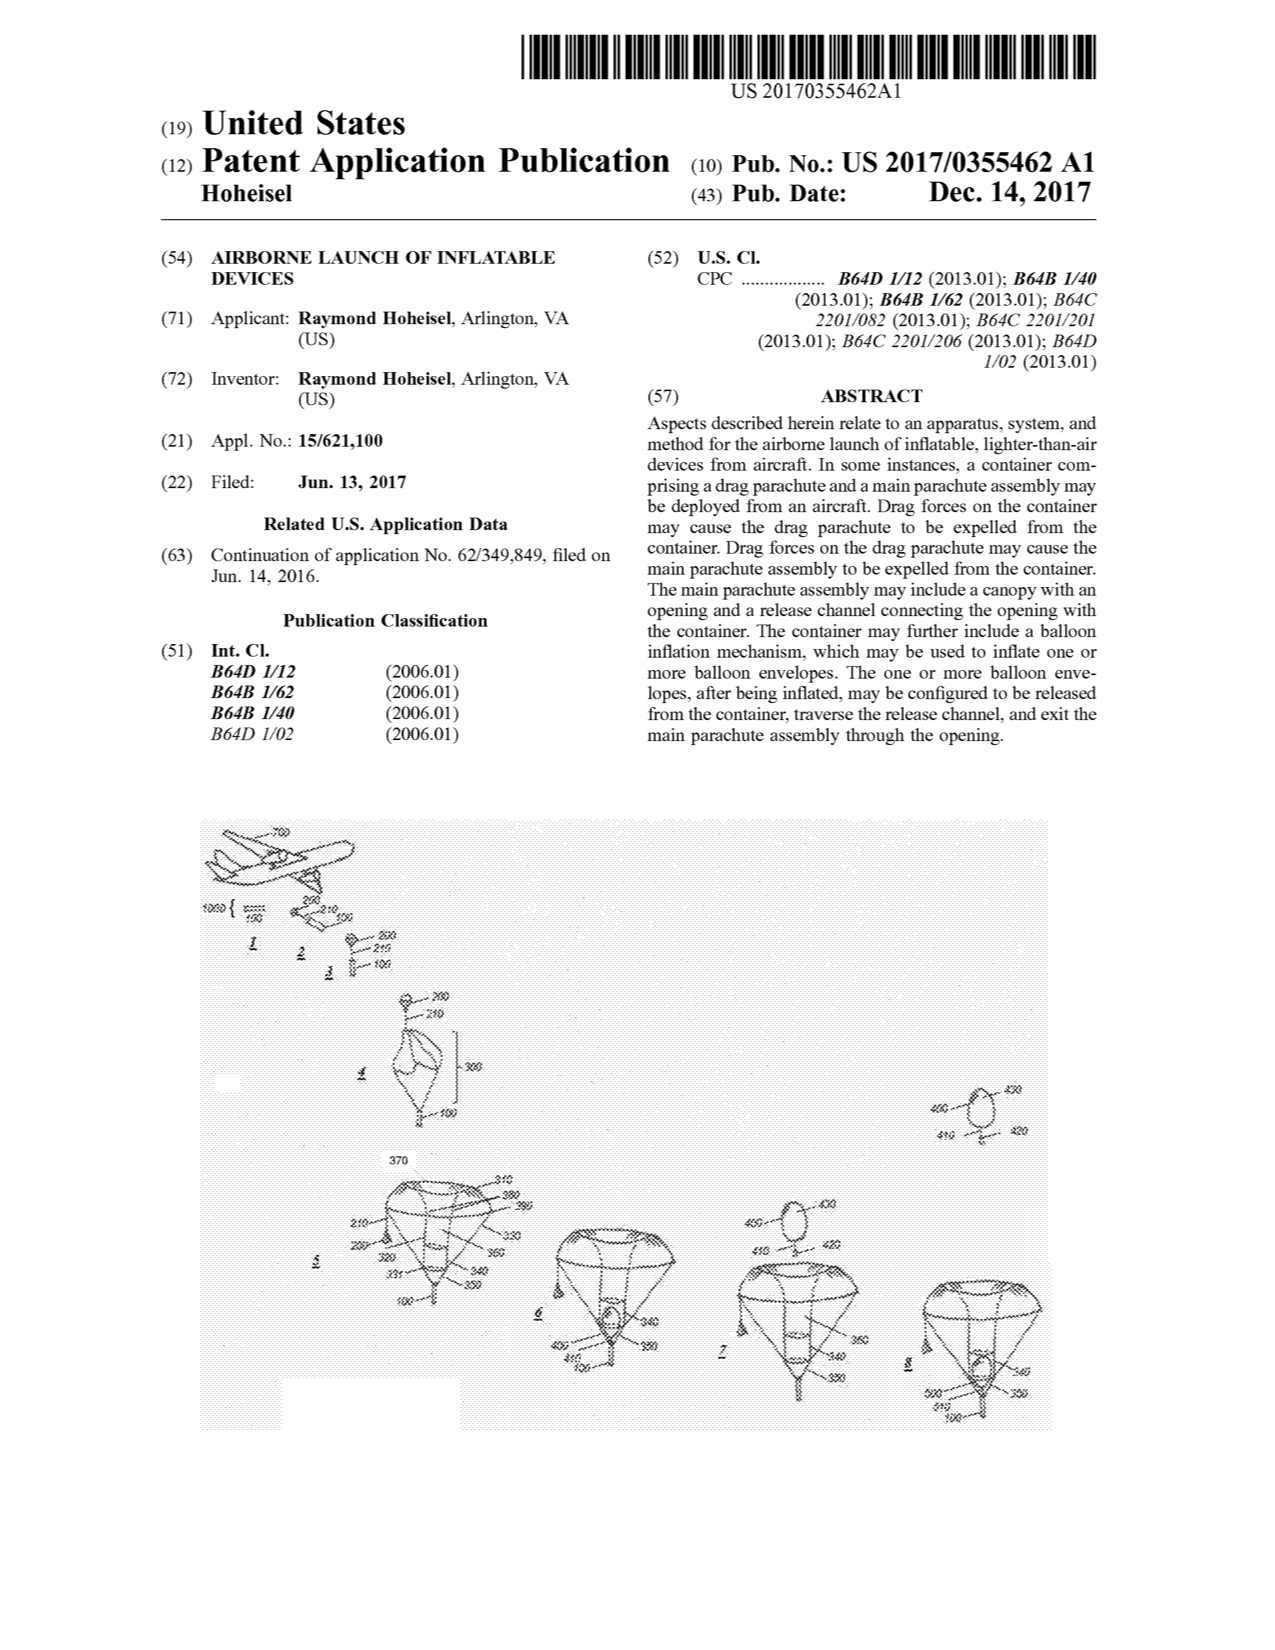 US 20170355462A1
(19) United States
(12) Patent Application Publication
Hoheisel
(10) Pub. No.: US 2017/0355462 A1
(43) Pub. Date: Dec. 14, 2017
(54) AIRBORNE LAUNCH OF INFLATABLE
DEVICES
(71) Applicant: Raymond Hoheisel, Arlington, VA
(US)
(72) Inventor: Raymond Hoheisel, Arlington, VA
(US)
(21) Appl. No.: 15/621,100
(22) Filed: Jun. 13, 2017
Related U.S. Application Data
(63) Continuation of application No. 62/349,849, filed on
Jun. 14, 2016.
Publication Classification
(51) Int. Cl.
B64D 1/12 (2006.01)
B64B 1/62 (2006.01)
B64B 1/40 (2006.01)
B64D 1/02 (2006.01)
(52) U.S. Cl.
CPC .................. B64D 1/12 (2013.01); B64B 1/40
(2013.01); B64B 1/62 (2013.01); B64C
2201/082 (2013.01); B64C 2201/201
(2013.01); B64C 2201/206 (2013.01); B64D
1/02 (2013.01)
(57) ABSTRACT
Aspects described herein relate to an apparatus, system, and
method for the airborne launch of inflatable, lighter-than-air
devices from aircraft. In some instances, a container com-
prising a drag parachute and a main parachute assembly may
be deployed from an aircraft. Drag forces on the container
may cause the drag parachute to be expelled from the
container. Drag forces on the drag parachute may cause the
main parachute assembly to be expelled from the container.
The main parachute assembly may include a canopy with an
opening and a release channel connecting the opening with
the container. The container may further include a balloon
inflation mechanism, which may be used to inflate one or
more balloon envelopes. The one or more balloon enve-
lopes, after being inflated, may be configured to be released
from the container, traverse the release channel, and exit the
main parachute assembly through the opening.
700
1000 {
150
1
200
210
100
2
200
210
100
3
200
210
300
100
4
370
310
380
390
210
330
200
320
360
331
340
350
100
5
6
340
350
400
410
100
400
430
410
420
360
340
350
7
400
430
410
420
8
340
350
500
510
100